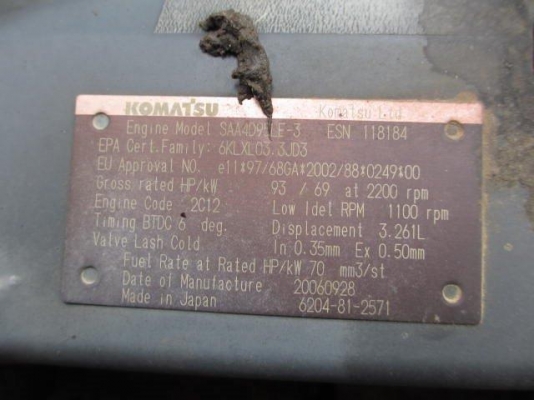 KOMATSU Komatsu Ltd
Engine Model SAA4D95LE-3 ESN 118184
EPA Cert.Family: 6KLXL03.3JD3
EU Approval NO. e11*97/68GA*2002/88*0249*00
Gross rated HP/kW 93 / 69 at 2200 rpm
Engine Code 2C12 Low Idel RPM 1100 rpm
Timing BTDC 6 deg. Displacement 3.261L
Valve Lash Cold In 0.35mm Ex 0.50mm
Fuel Rate at Rated HP/kW 70 mm3/st
Date of Manufacture 20060928
Made in Japan 6204-81-2571